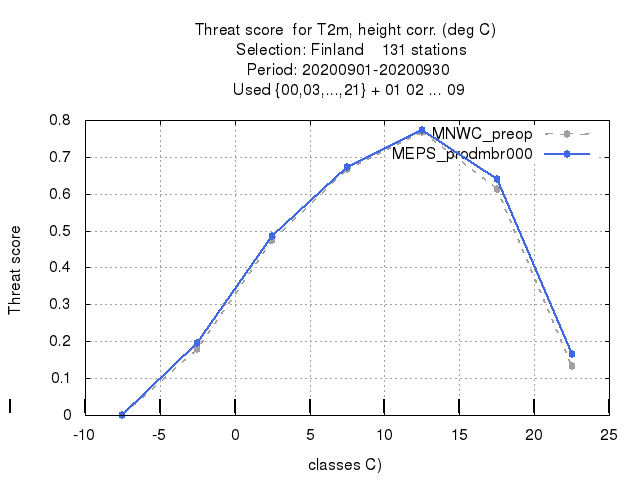 Threat score  for T2m, height corr. (deg C)
Selection: Finland    131 stations
Period: 20200901-20200930
Used {00,03,...,21} + 01 02 ... 09
MNWC_preop
MEPS_prodmbr000
Threat score
0.8
0.7
0.6
0.5
0.4
0.3
0.2
0.1
0
-10 -5 0 5 10 15 20 25
classes C)